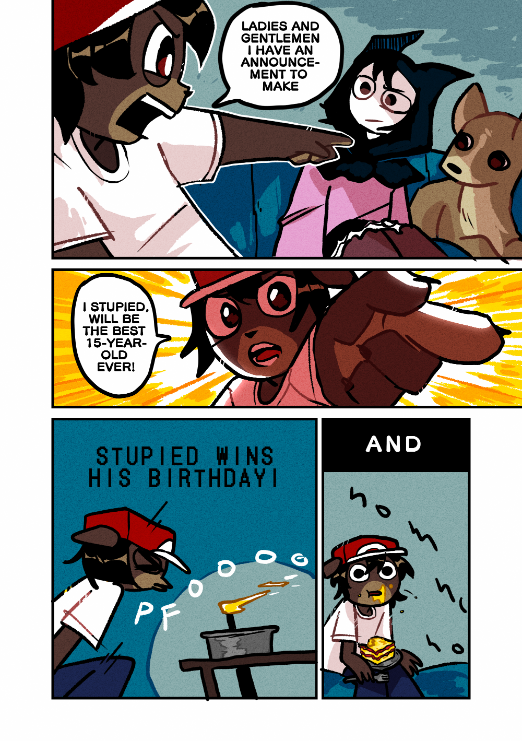 LADIES AND
GENTLEMEN
I HAVE AN
ANNOUNCE-
MENT TO
MAKE
I STUPIED,
WILL BE
THE BEST
15-YEAR-
OLD
EVER!
STUPIED WINS
HIS BIRTHDAY!
PFOOOO
AND